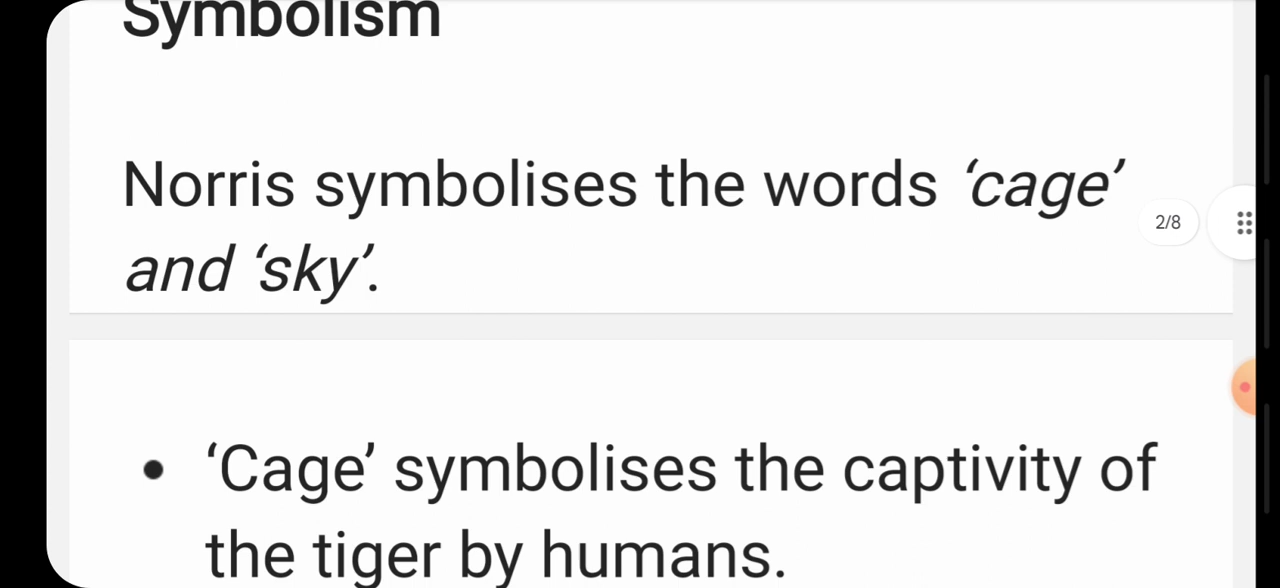 Symbolism
Norris symbolises the words ‘cage’
2/8
and ‘sky’.
• ‘Cage’ symbolises the captivity of
the tiger by humans.